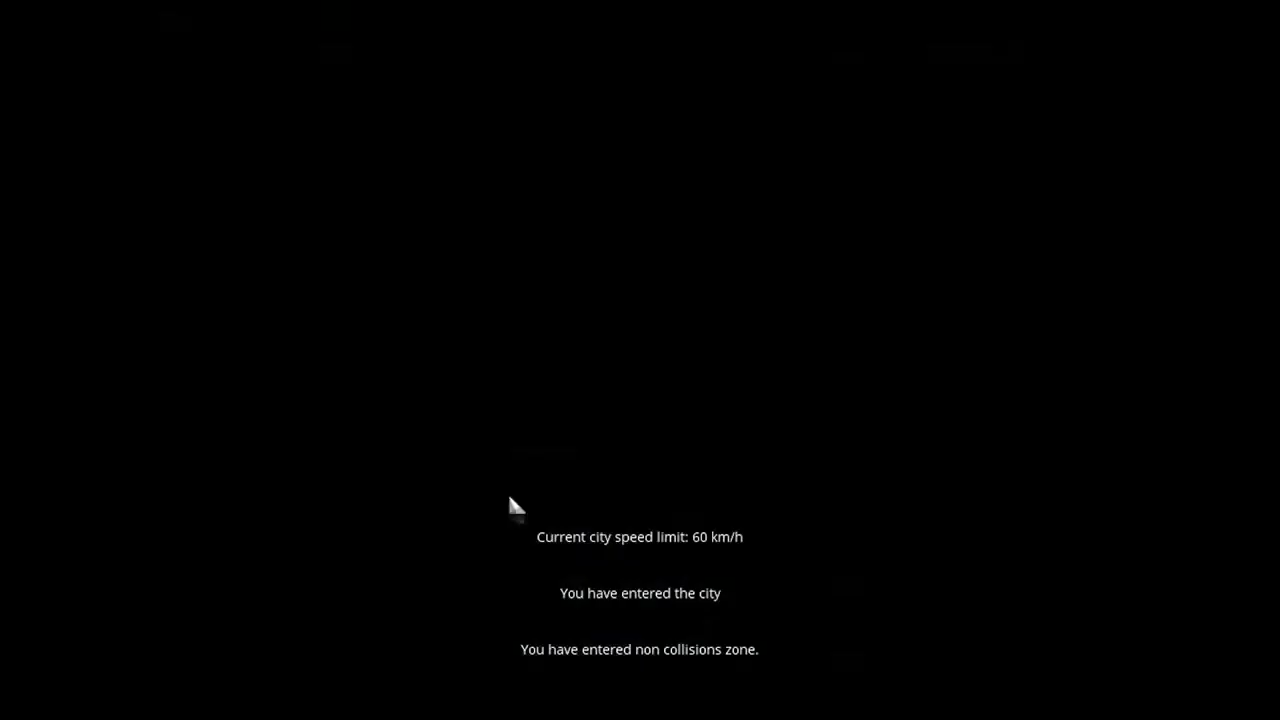 Current city speed limit: 60 km/h
You have entered the city
You have entered non collisions zone.